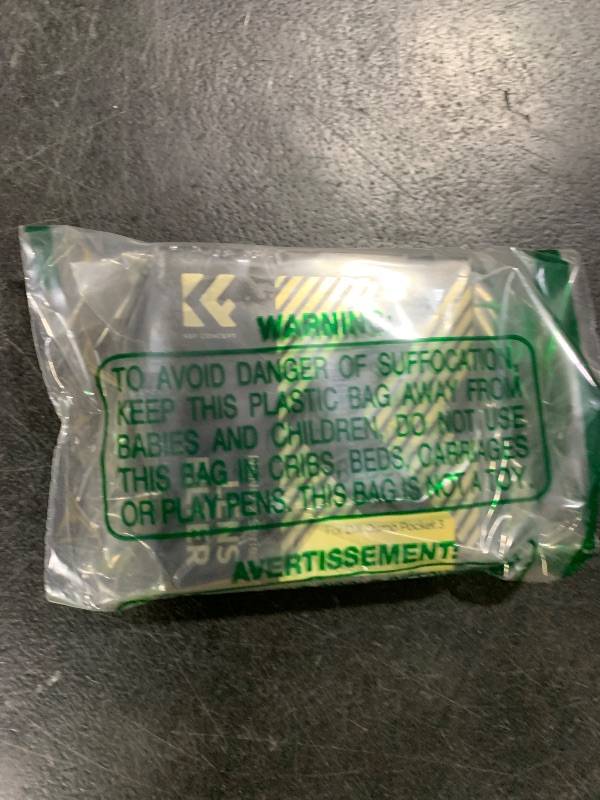 K&F CONCEPT
WARNING:
TO AVOID DANGER OF SUFFOCATION,
KEEP THIS PLASTIC BAG AWAY FROM
BABIES AND CHILDREN. DO NOT USE
THIS BAG IN CRIBS, BEDS, CARRIAGES
OR PLAY PENS. THIS BAG IS NOT A TOY.
LENS
FILTER
For DJI Osmo Pocket 3
AVERTISSEMENT: